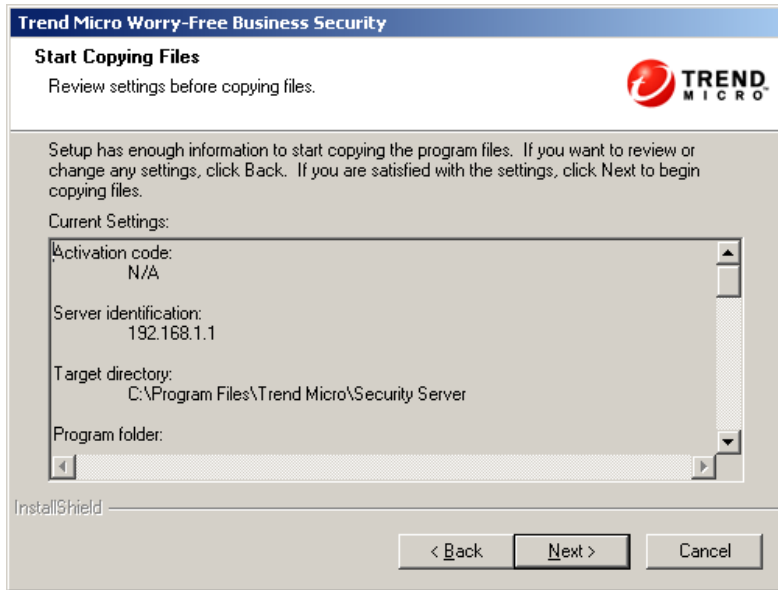 Trend Micro Worry-Free Business Security
Start Copying Files
Review settings before copying files.
TREND
MICRO
Setup has enough information to start copying the program files. If you want to review or
change any settings, click Back. If you are satisfied with the settings, click Next to begin
copying files.
Current Settings:
Activation code:
N/A
Server identification:
192.168.1.1
Target directory:
C:\Program Files\Trend Micro\Security Server
Program folder:
InstallShield
< Back
Next >
Cancel